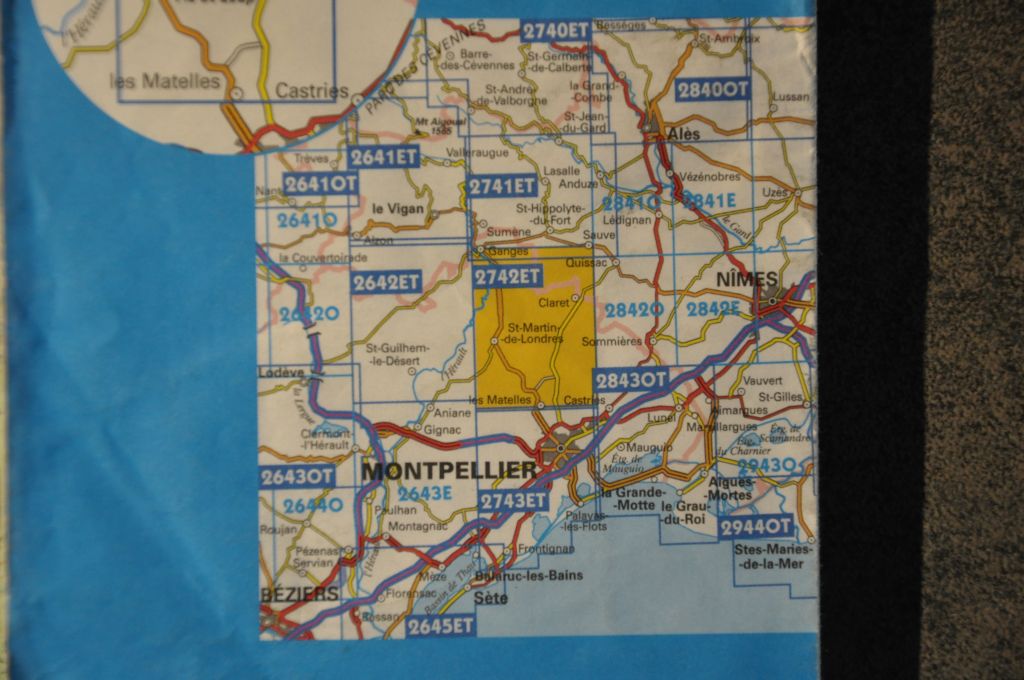 l'Hérault
les Matelles
Castries
PARC DES CÉVENNES
2740ET
Bessèges
St-Ambroix
Barre-
-des-Cévennes
St-Germain-
-de-Calberte
la Grand-
-Combe
2840OT
Lussan
St-André-
-de-Valborgne
St-Jean-
-du-Gard
Mt Aigoual
1565
Alès
Trèves
2641ET
Valleraugue
Lasalle
Anduze
Vézénobres
Nant
2641OT
2741ET
Uzès
2641O
le Vigan
St-Hippolyte-
-du-Fort
2841O
2841E
Lédignan
le Gard
Alzon
Sumène
Sauve
Ganges
la Couvertoirade
Quissac
2642ET
2742ET
NÎMES
2642O
Claret
2842O
2842E
St-Martin-
-de-Londres
Sommières
St-Guilhem-
-le-Désert
Hérault
Lodève
2843OT
Vauvert
la Lergue
les Matelles
Castries
St-Gilles
Aniane
Lunel
Aimargues
Gignac
Marsillargues
Clermont-
-l'Hérault
Mauguio
Étg. de
Scamandre
Étg. de
Mauguio
du Charnier
MONTPELLIER
2943O
2643OT
2643E
Aigues-
-Mortes
2644O
2743ET
la Grande-
-Motte
le Grau-
-du-Roi
Paulhan
Palavas-
-les-Flots
Roujan
Montagnac
2944OT
Pézenas
Frontignan
Stes-Maries-
-de-la-Mer
Servian
l'Hérault
Mèze
Bassin de Thau
Balaruc-les-Bains
BÉZIERS
Florensac
Sète
Bessan
2645ET